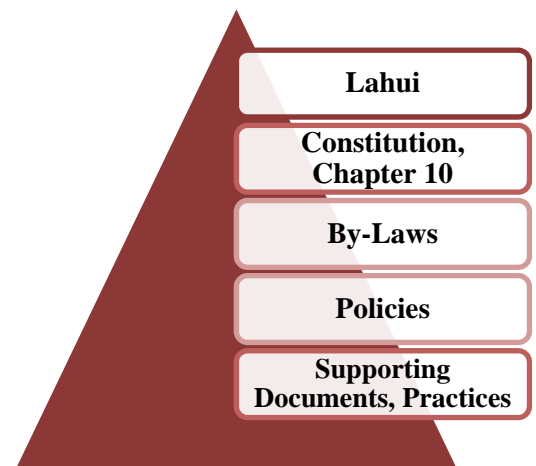 Lahui
Constitution,
Chapter 10
By-Laws
Policies
Supporting
Documents, Practices